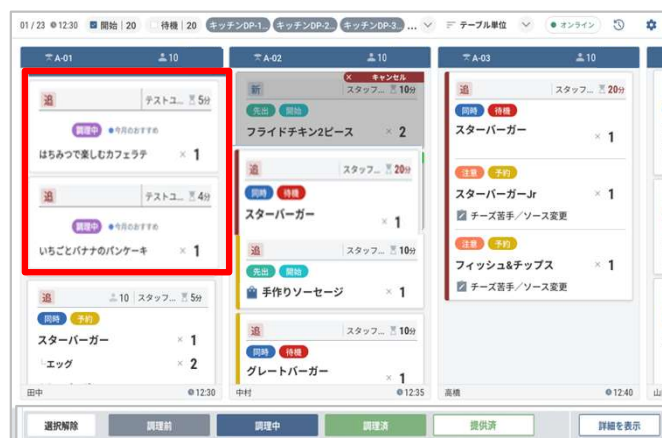 01 / 23 12:30 開始 | 20 待機 | 20 キッチンDP-1... キッチンDP-2... キッチンDP-3... ... テーブル単位 オンライン
A-01 10
追 テストユ... 5分
調理中 今月のおすすめ
はちみつで楽しむカフェラテ × 1
追 テストユ... 4分
調理中 今月のおすすめ
いちごとバナナのパンケーキ × 1
追 10 スタッフ... 5分
同時 予約
スターバーガー × 1
エッグ × 2
田中 12:30
A-02 10
× キャンセル
新 スタッフ... 10分
先出 開始
フライドチキン2ピース × 2
追 スタッフ... 20分
同時 待機
スターバーガー × 1
追 スタッフ... 10分
先出 開始
手作りソーセージ × 1
追 スタッフ... 10分
同時 待機
グレートバーガー × 1
中村 12:35
A-03 10
追 スタッフ... 20分
同時 待機
スターバーガー × 1
注意 予約
スターバーガーJr × 1
チーズ苦手／ソース変更
注意 予約
フィッシュ&チップス × 1
チーズ苦手／ソース変更
高橋 12:40
選択解除 調理前 調理中 調理済 提供済 詳細を表示